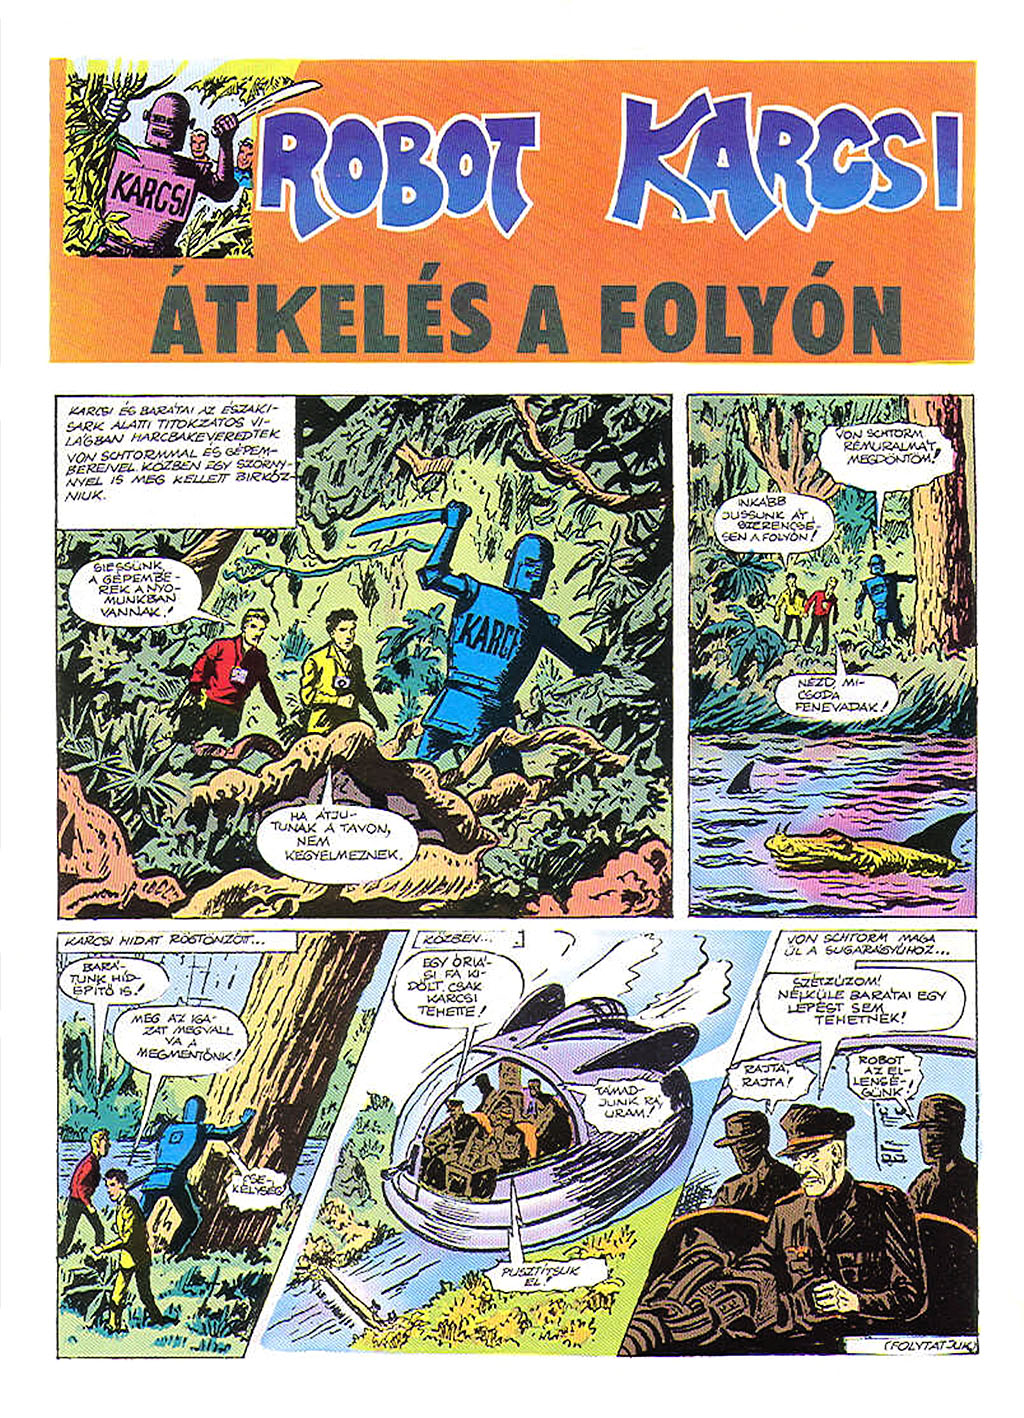 KARCSI
ROBOT KARCSI
ÁTKELÉS A FOLYÓN
KARCSI ÉS BARÁTAI AZ ÉSZAKI-
SARK ALATTI TITOKZATOS VI-
LÁGBAN HARCBAKEVEREDTEK
VON SCHTORMMAL ÉS GÉPEM-
BEREIVEL. KÖZBEN EGY SZÖRNY-
NYEL IS MEG KELLETT BIRKÓZ-
NIUK.
SIESSÜNK,
A GÉPEMBE-
REK A NYO-
MUNKBAN
VANNAK!
KARCSI
HA ÁTJU-
TUNAK A TAVON,
NEM
KEGYELMEZNEK.
VON SCHTORM
RÉMURALMÁT
MEGDÖNTÖM!
INKÁBB
JUSSUNK ÁT
SZERENCSÉ-
SEN A FOLYÓN!
NÉZD, MI-
CSODA
FENEVADAK!
KARCSI HIDAT RÖGTÖNZÖTT...
BARÁ-
TUNK HÍD-
ÉPÍTŐ IS!
MEG AZ IGA-
ZAT MEGVALL
VA A
MEGMENTŐNK!
CSE-
KÉLYSÉG
KÖZBEN...
EGY ÓRIÁ-
SI FA KI-
DŐLT. CSAK
KARCSI
TEHETTE!
TÁMAD-
JUNK RÁ,
URAM!
PUSZTÍTSUK
EL!
VON SCHTORM MAGA
ÜL A SUGÁRÁGYÚHOZ...
SZÉTZÚZOM!
NÉLKÜLE BARÁTAI EGY
LÉPÉST SEM
TEHETNEK!
RAJTA,
RAJTA!
ROBOT
AZ EL-
LENSÉ-
GÜNK!
(FOLYTATJUK)